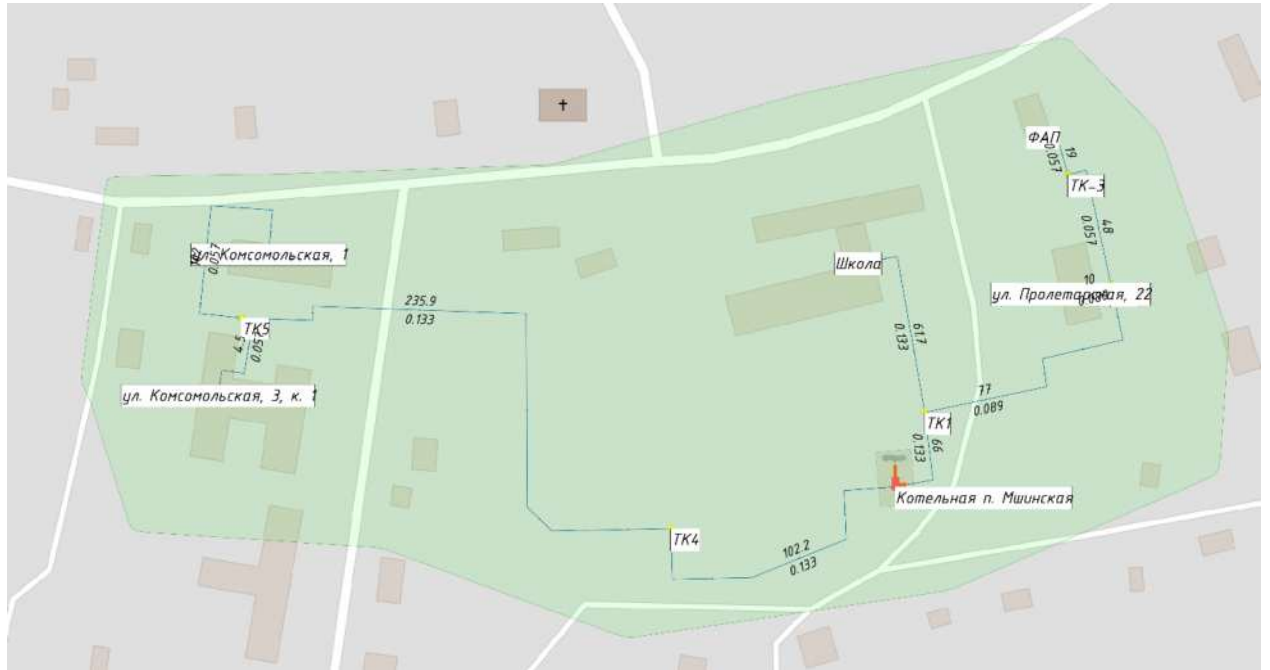 ФАП
19
0.057
ТК-3
48
0.057
ул. Комсомольская, 1
0.057
Школа
10
0.089
ул. Пролетарская, 22
235.9
0.133
ТК5
4.5
0.057
61.7
0.133
ул. Комсомольская, 3, к. 1
77
0.089
ТК1
66
0.133
Котельная п. Мшинская
ТК4
102.2
0.133